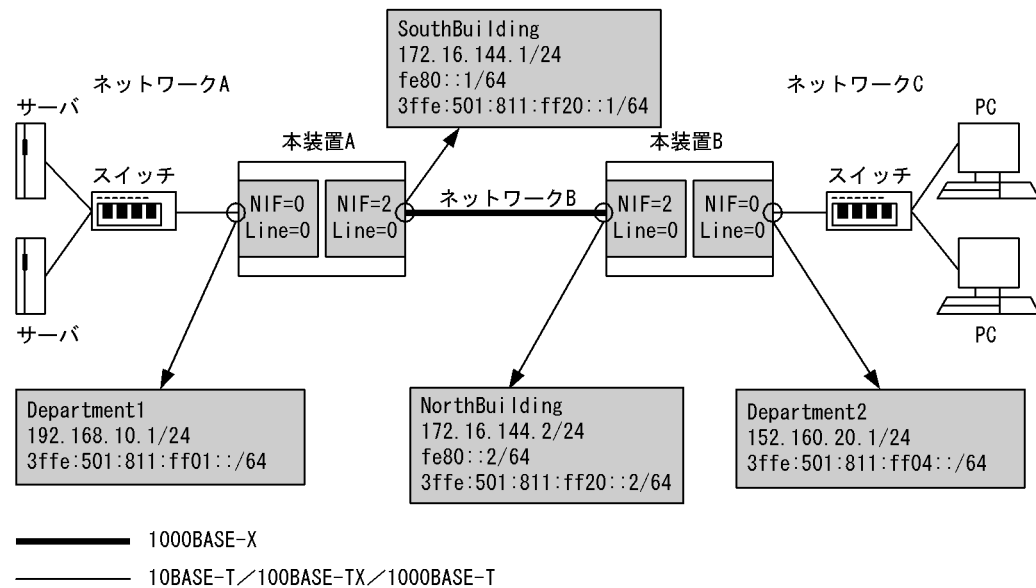 SouthBuilding
172.16.144.1/24
fe80::1/64
3ffe:501:811:ff20::1/64
ネットワークA
ネットワークC
サーバ
PC
本装置A
本装置B
スイッチ
スイッチ
NIF=0
Line=0
NIF=2
Line=0
ネットワークB
NIF=2
Line=0
NIF=0
Line=0
サーバ
PC
Department1
192.168.10.1/24
3ffe:501:811:ff01::/64
NorthBuilding
172.16.144.2/24
fe80::2/64
3ffe:501:811:ff20::2/64
Department2
152.160.20.1/24
3ffe:501:811:ff04::/64
1000BASE-X
10BASE-T／100BASE-TX／1000BASE-T